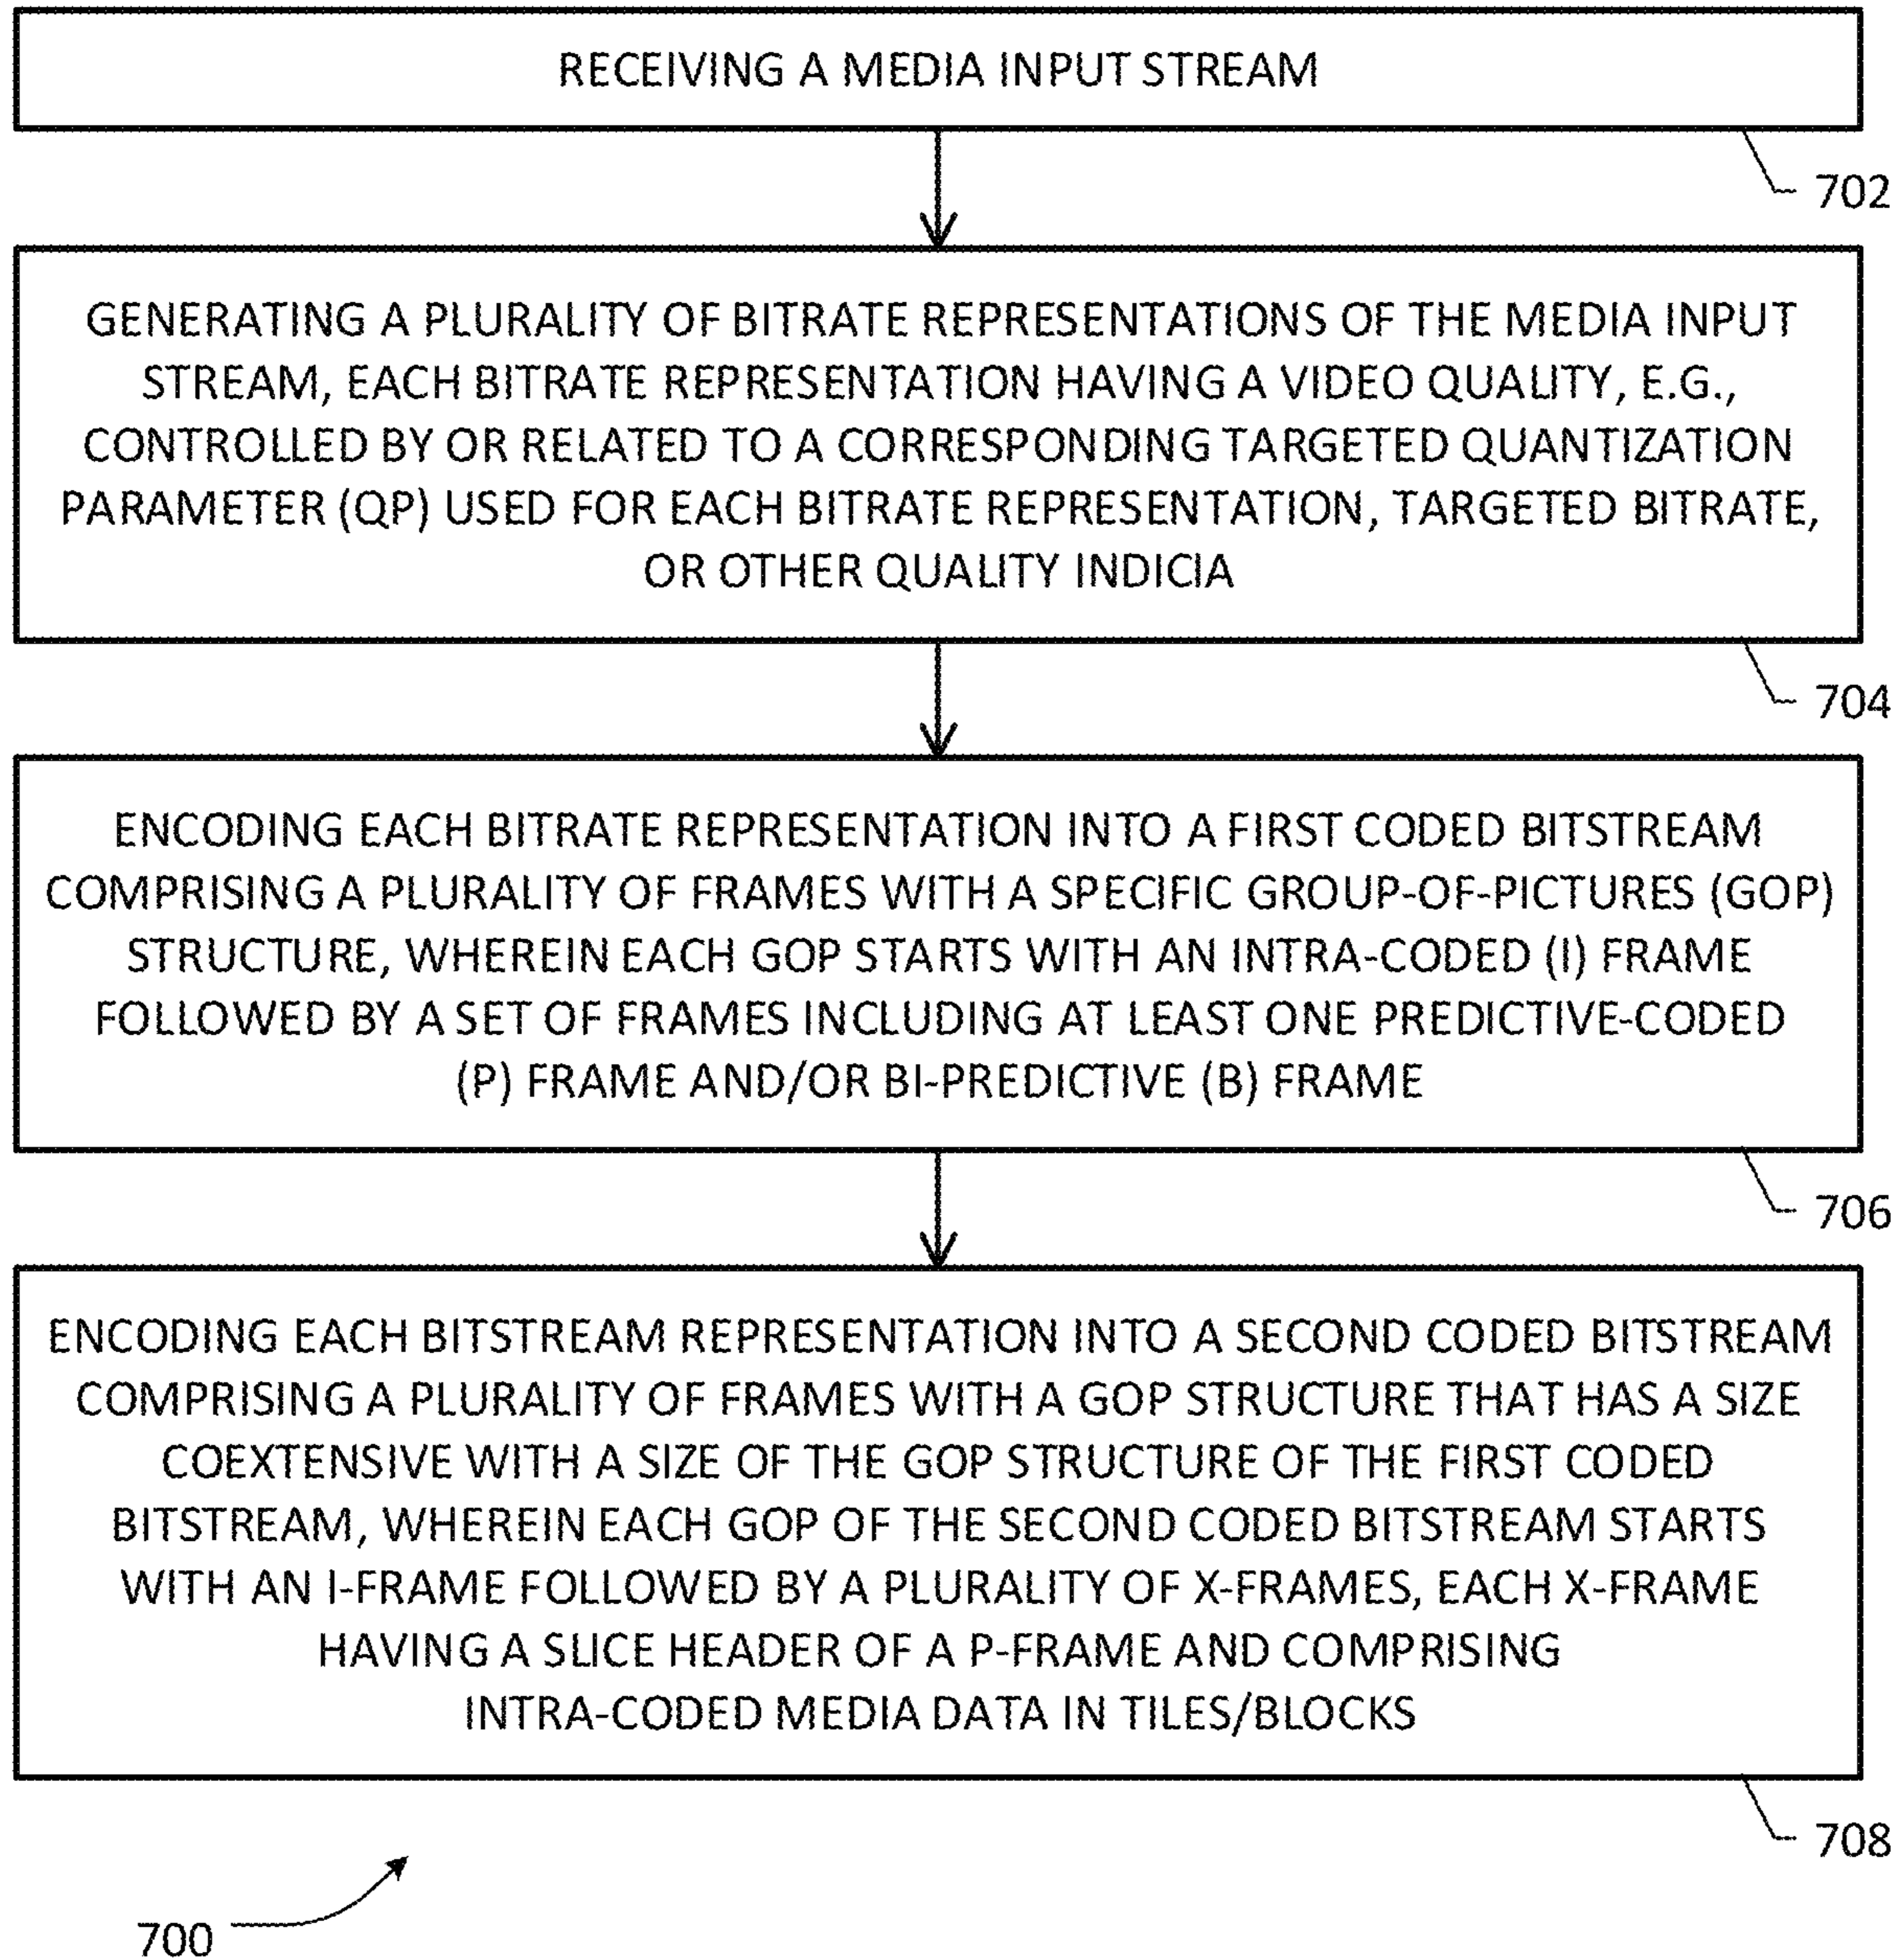 RECEIVING A MEDIA INPUT STREAM
702
GENERATING A PLURALITY OF BITRATE REPRESENTATIONS OF THE MEDIA INPUT
STREAM, EACH BITRATE REPRESENTATION HAVING A VIDEO QUALITY, E.G.,
CONTROLLED BY OR RELATED TO A CORRESPONDING TARGETED QUANTIZATION
PARAMETER (QP) USED FOR EACH BITRATE REPRESENTATION, TARGETED BITRATE,
OR OTHER QUALITY INDICIA
704
ENCODING EACH BITRATE REPRESENTATION INTO A FIRST CODED BITSTREAM
COMPRISING A PLURALITY OF FRAMES WITH A SPECIFIC GROUP-OF-PICTURES (GOP)
STRUCTURE, WHEREIN EACH GOP STARTS WITH AN INTRA-CODED (I) FRAME
FOLLOWED BY A SET OF FRAMES INCLUDING AT LEAST ONE PREDICTIVE-CODED
(P) FRAME AND/OR BI-PREDICTIVE (B) FRAME
706
ENCODING EACH BITSTREAM REPRESENTATION INTO A SECOND CODED BITSTREAM
COMPRISING A PLURALITY OF FRAMES WITH A GOP STRUCTURE THAT HAS A SIZE
COEXTENSIVE WITH A SIZE OF THE GOP STRUCTURE OF THE FIRST CODED
BITSTREAM, WHEREIN EACH GOP OF THE SECOND CODED BITSTREAM STARTS
WITH AN I-FRAME FOLLOWED BY A PLURALITY OF X-FRAMES, EACH X-FRAME
HAVING A SLICE HEADER OF A P-FRAME AND COMPRISING
INTRA-CODED MEDIA DATA IN TILES/BLOCKS
708
700